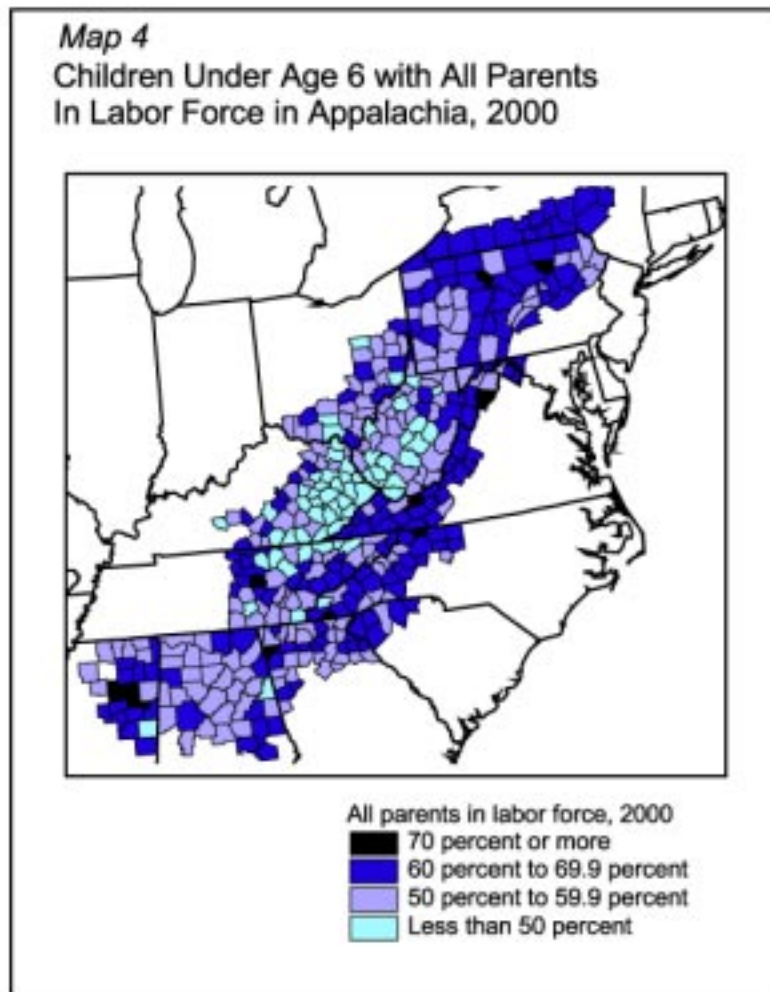 Map 4
Children Under Age 6 with All Parents
In Labor Force in Appalachia, 2000
All parents in labor force, 2000
70 percent or more
60 percent to 69.9 percent
50 percent to 59.9 percent
Less than 50 percent